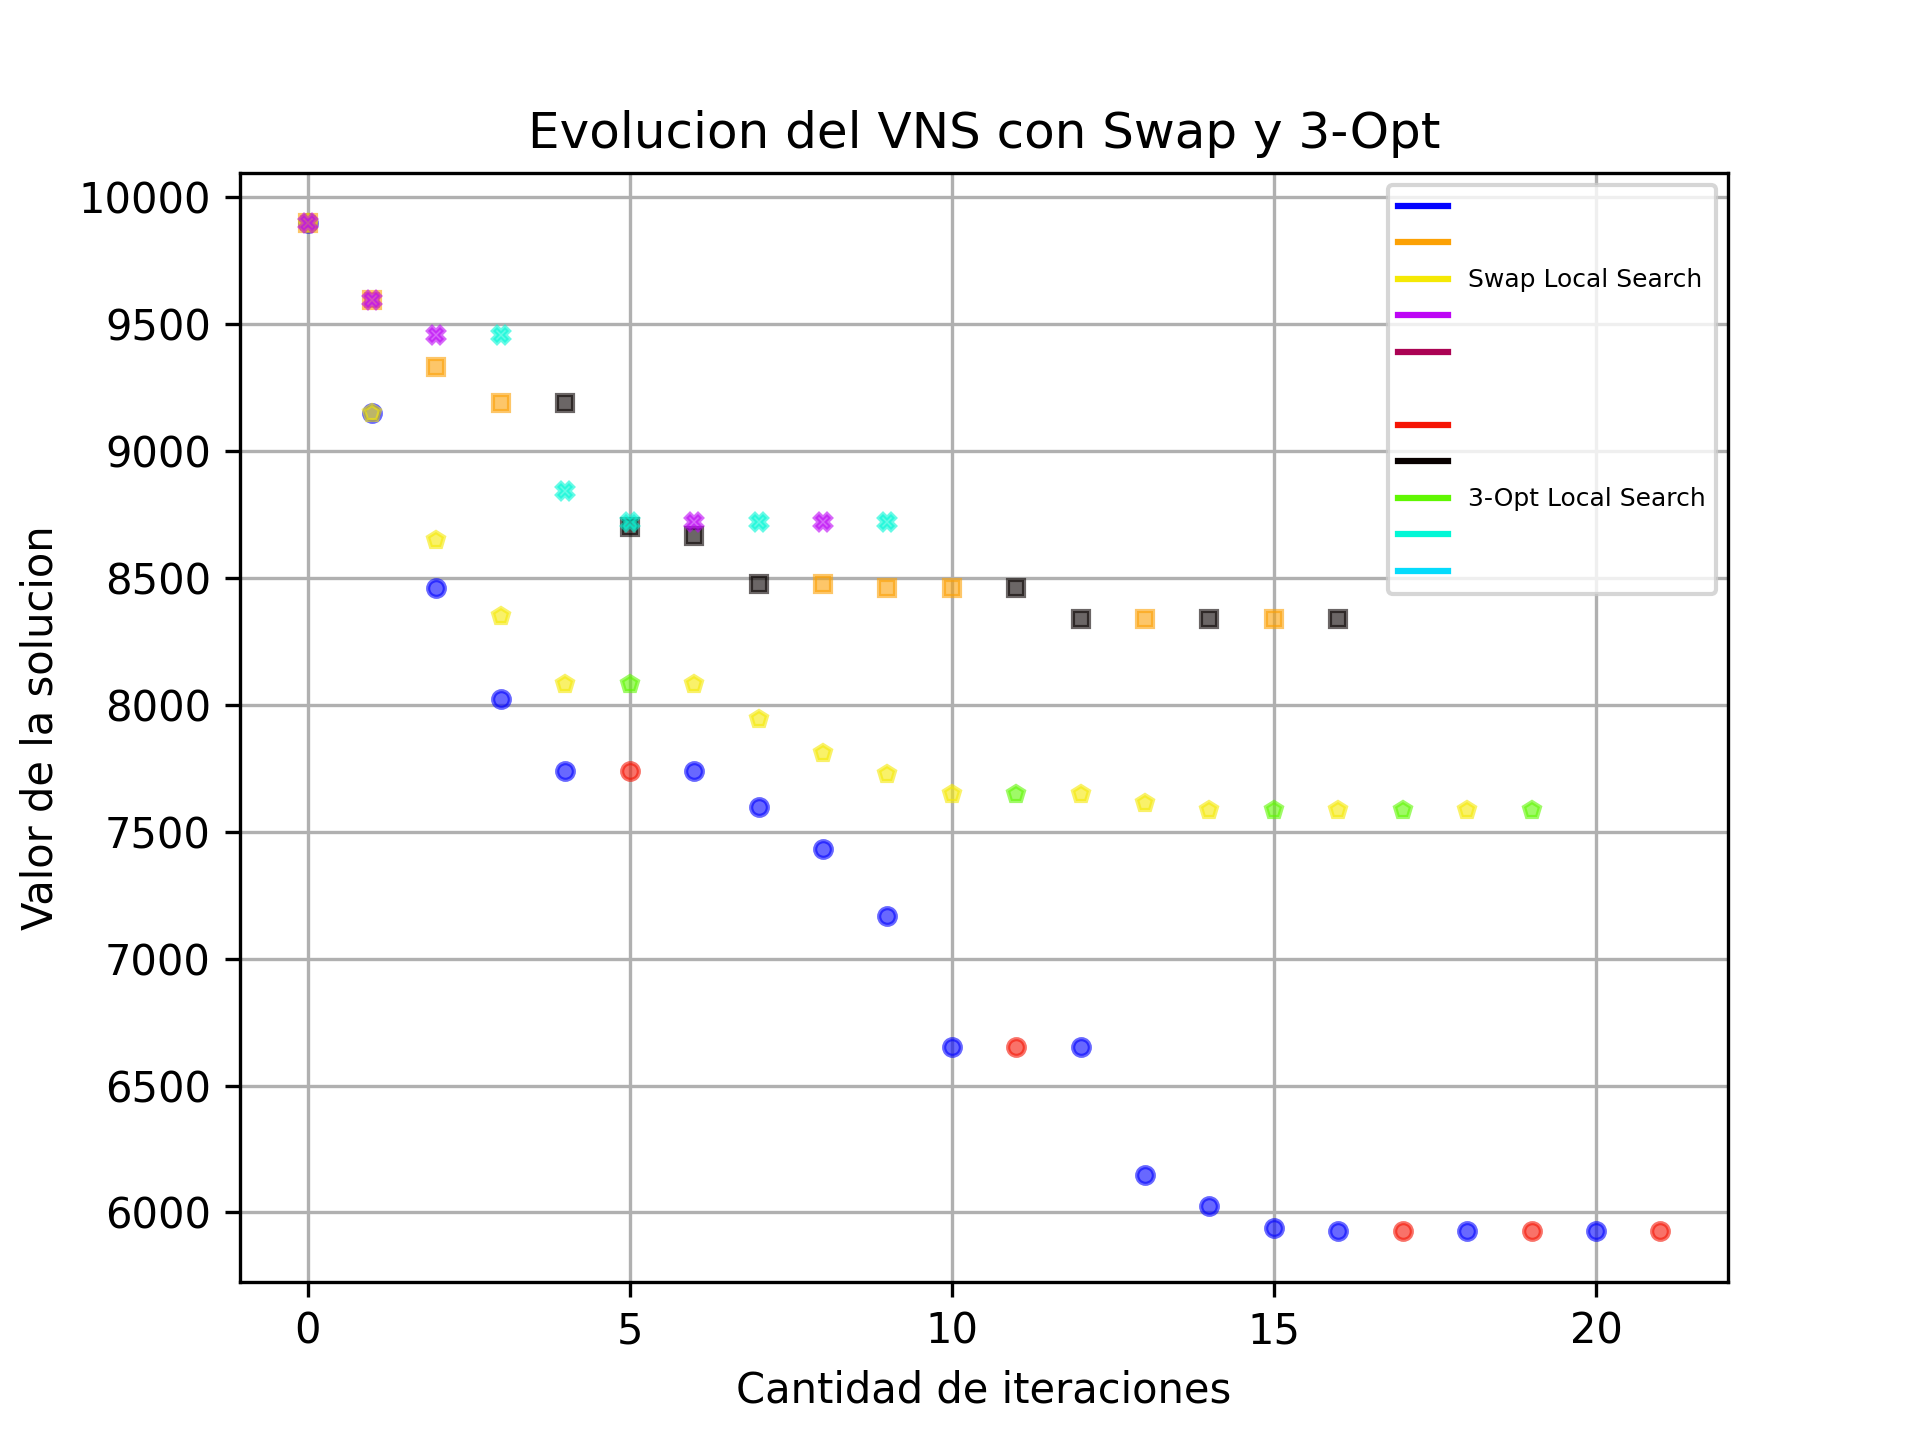 Evolucion del VNS con Swap y 3-Opt
10000
9500
9000
8500
8000
7500
7000
6500
6000
Valor de la solucion
Swap Local Search
3-Opt Local Search
0 5 10 15 20
Cantidad de iteraciones